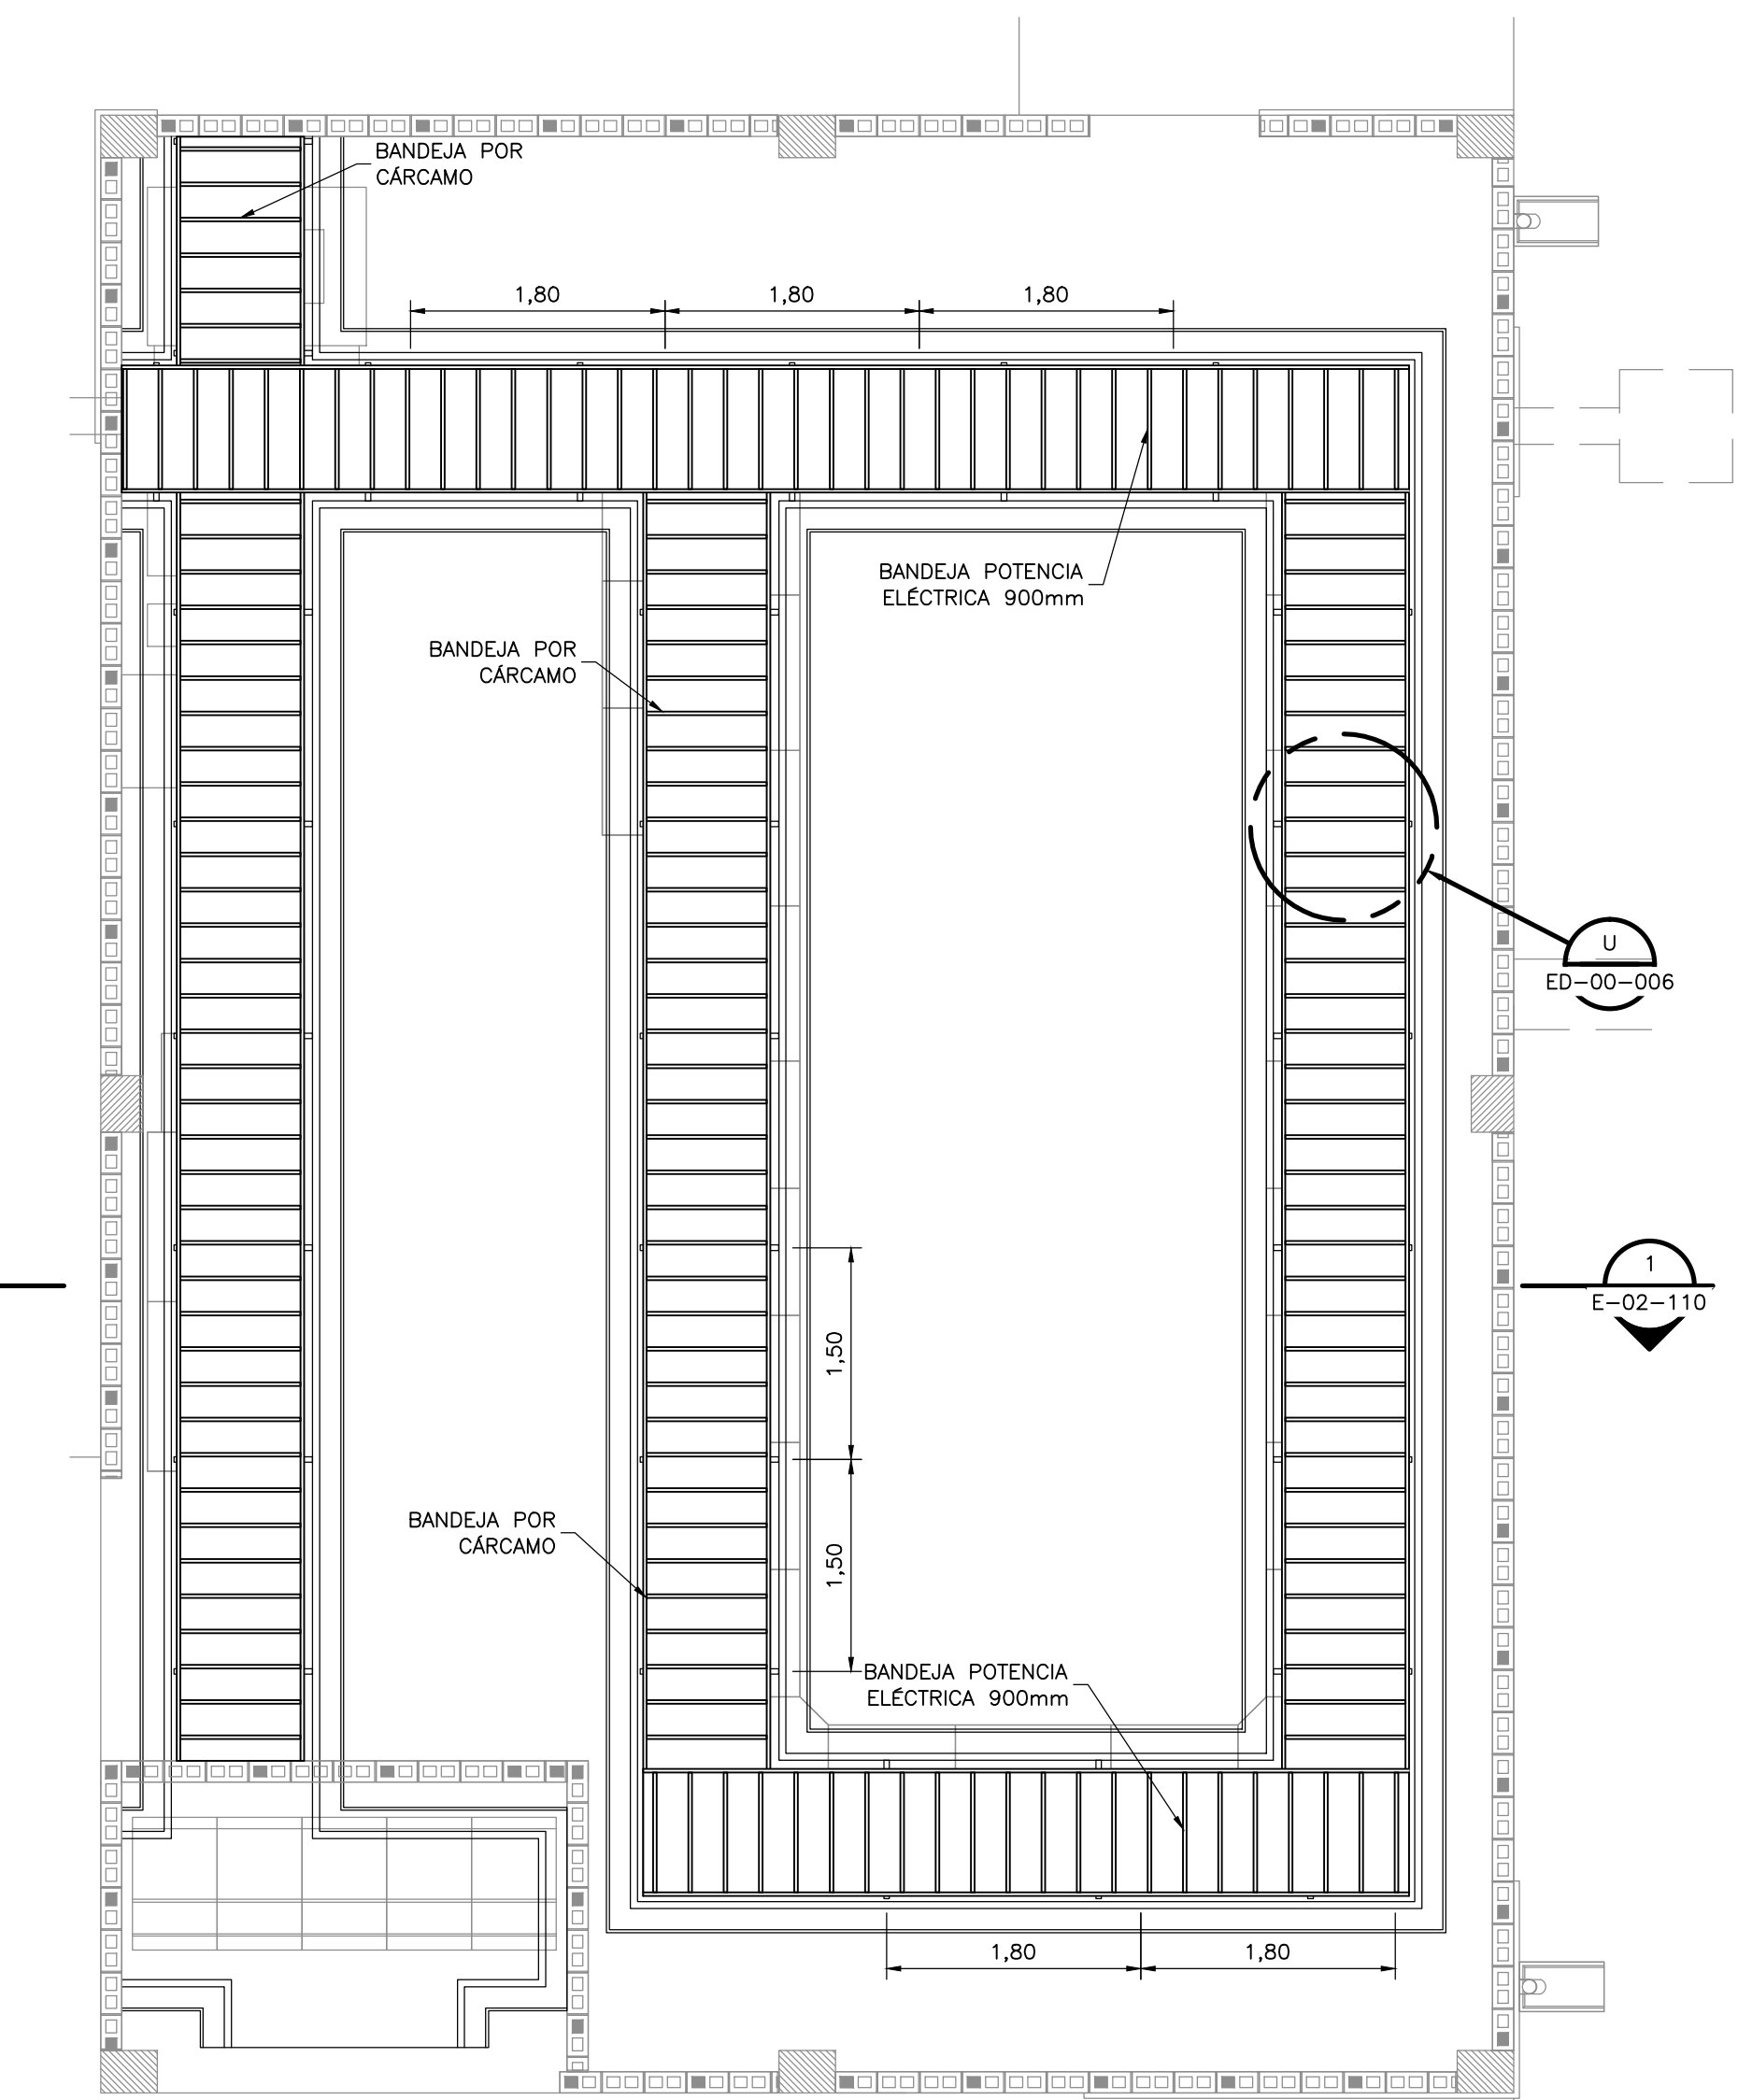 BANDEJA POR
CÁRCAMO
1,80
1,80
1,80
BANDEJA POTENCIA
ELÉCTRICA 900mm
BANDEJA POR
CÁRCAMO
U
ED-00-006
1
E-02-110
1,50
BANDEJA POR
CÁRCAMO
1,50
BANDEJA POTENCIA
ELÉCTRICA 900mm
1,80
1,80